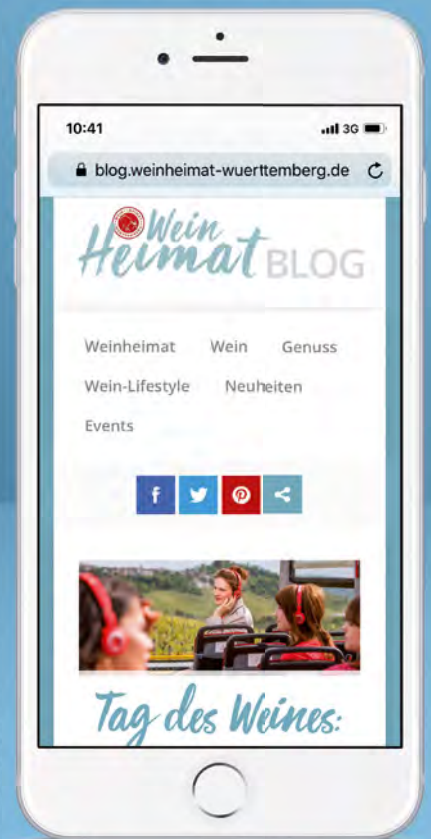 10:41 3G
blog.weinheimat-wuerttemberg.de
Wein
Heimat BLOG
Weinheimat Wein Genuss
Wein-Lifestyle Neuheiten
Events
Tag des Weines: